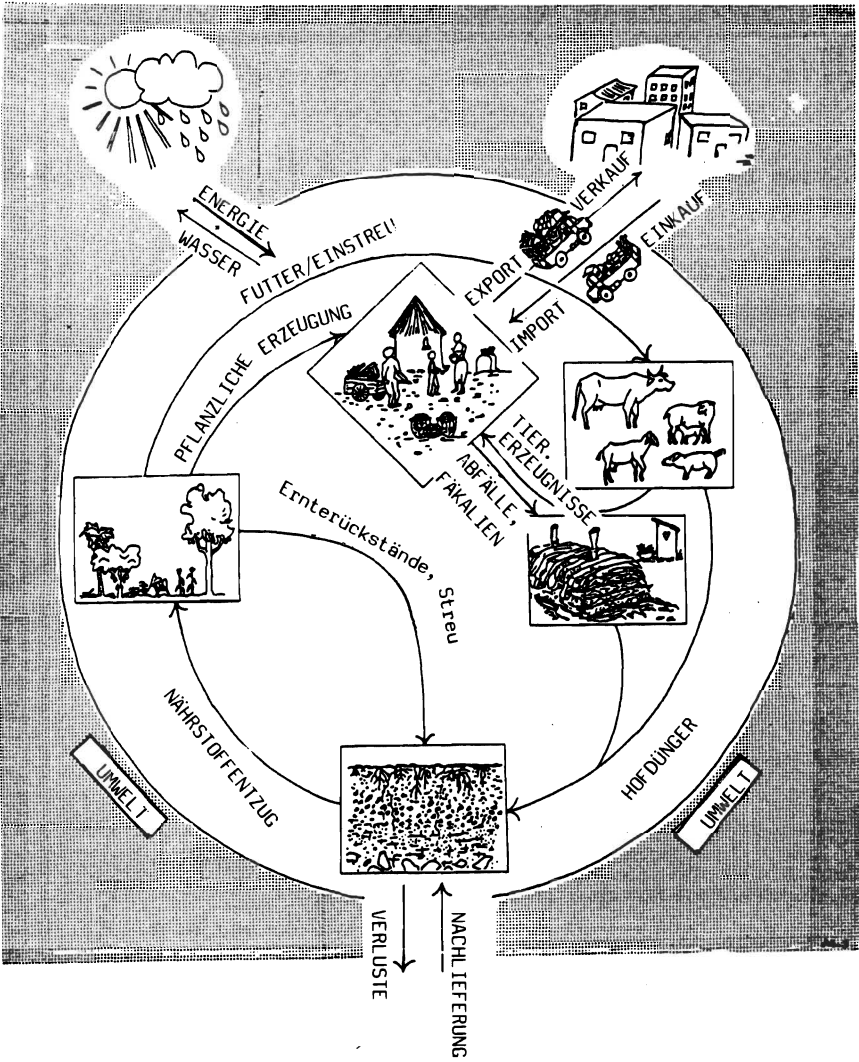 ENERGIE
WASSER
VERKAUF
EINKAUF
EXPORT
IMPORT
FUTTER/EINSTREU
PFLANZLICHE ERZEUGUNG
TIER.
ERZEUGNISSE
ABFÄLLE,
FÄKALIEN
Ernterückstände, Streu
NÄHRSTOFFENTZUG
HOFDÜNGER
UMWELT
UMWELT
VERLUSTE
NACHLIEFERUNG